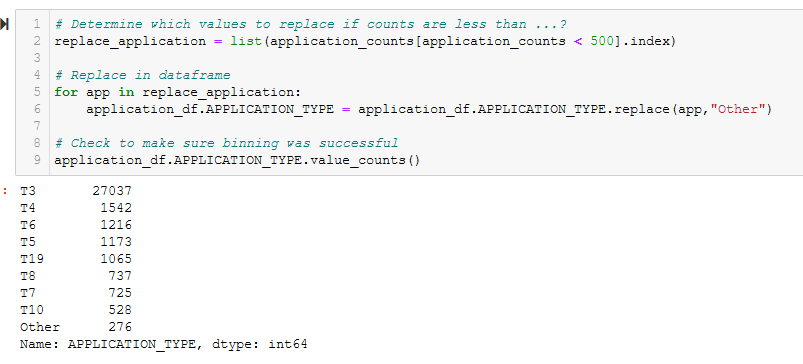 1 # Determine which values to replace if counts are less than ...?
2 replace_application = list(application_counts[application_counts < 500].index)
3
4 # Replace in dataframe
5 for app in replace_application:
6     application_df.APPLICATION_TYPE = application_df.APPLICATION_TYPE.replace(app,"Other")
7
8 # Check to make sure binning was successful
9 application_df.APPLICATION_TYPE.value_counts()
: T3       27037
T4        1542
T6        1216
T5        1173
T19       1065
T8         737
T7         725
T10        528
Other      276
Name: APPLICATION_TYPE, dtype: int64